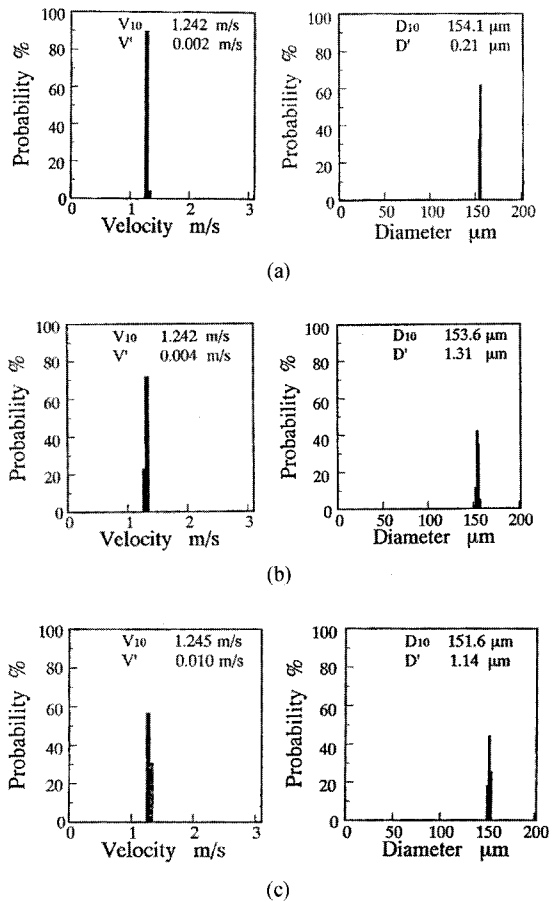 V10 1.242 m/s
V' 0.002 m/s
Probability %
100
80
60
40
20
0
0 1 2 3
Velocity m/s
D10 154.1 μm
D' 0.21 μm
Probability %
100
80
60
40
20
0
0 50 100 150 200
Diameter μm
(a)
V10 1.242 m/s
V' 0.004 m/s
Probability %
100
80
60
40
20
0
0 1 2 3
Velocity m/s
D10 153.6 μm
D' 1.31 μm
Probability %
100
80
60
40
20
0
0 50 100 150 200
Diameter μm
(b)
V10 1.245 m/s
V' 0.010 m/s
Probability %
100
80
60
40
20
0
0 1 2 3
Velocity m/s
D10 151.6 μm
D' 1.14 μm
Probability %
100
80
60
40
20
0
0 50 100 150 200
Diameter μm
(c)